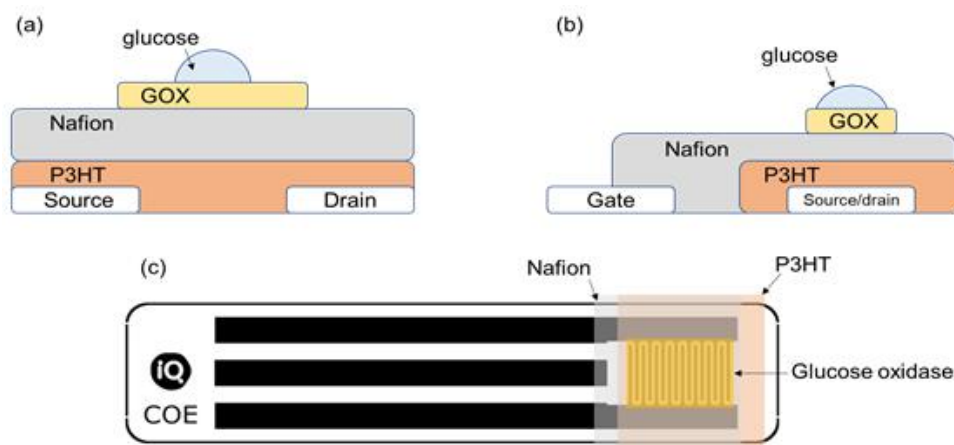 (a)
glucose
GOX
Nafion
P3HT
Source
Drain
(b)
glucose
GOX
Nafion
P3HT
Gate
Source/drain
(c)
Nafion
P3HT
iQ
COE
Glucose oxidase